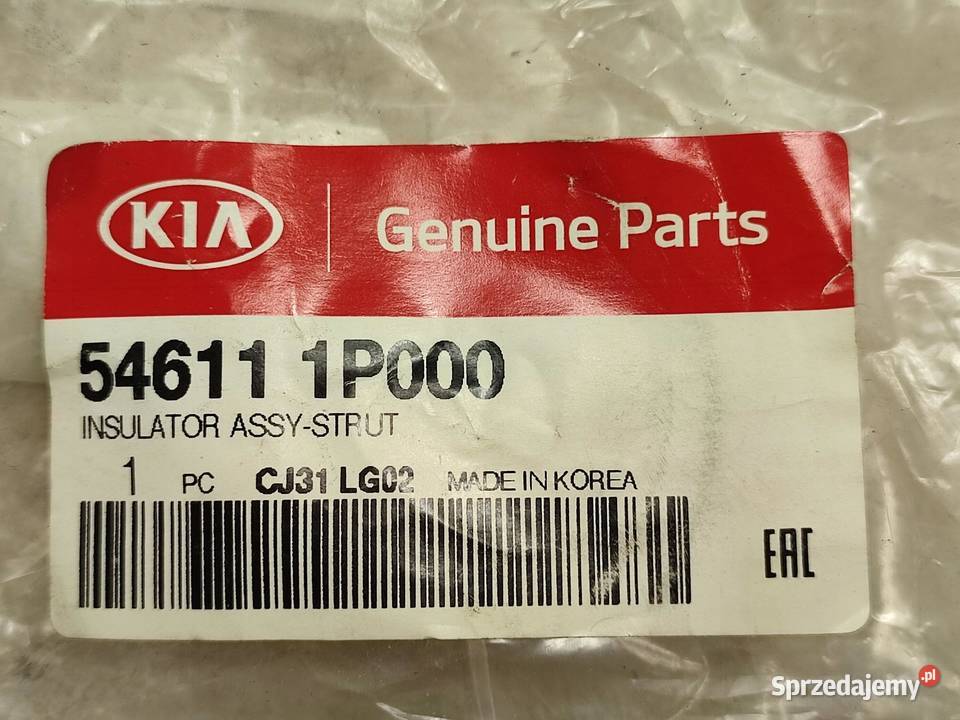 KIA Genuine Parts
54611 1P000
INSULATOR ASSY-STRUT
1 PC CJ31 LG02 MADE IN KOREA
EAC
Sprzedajemy.pl